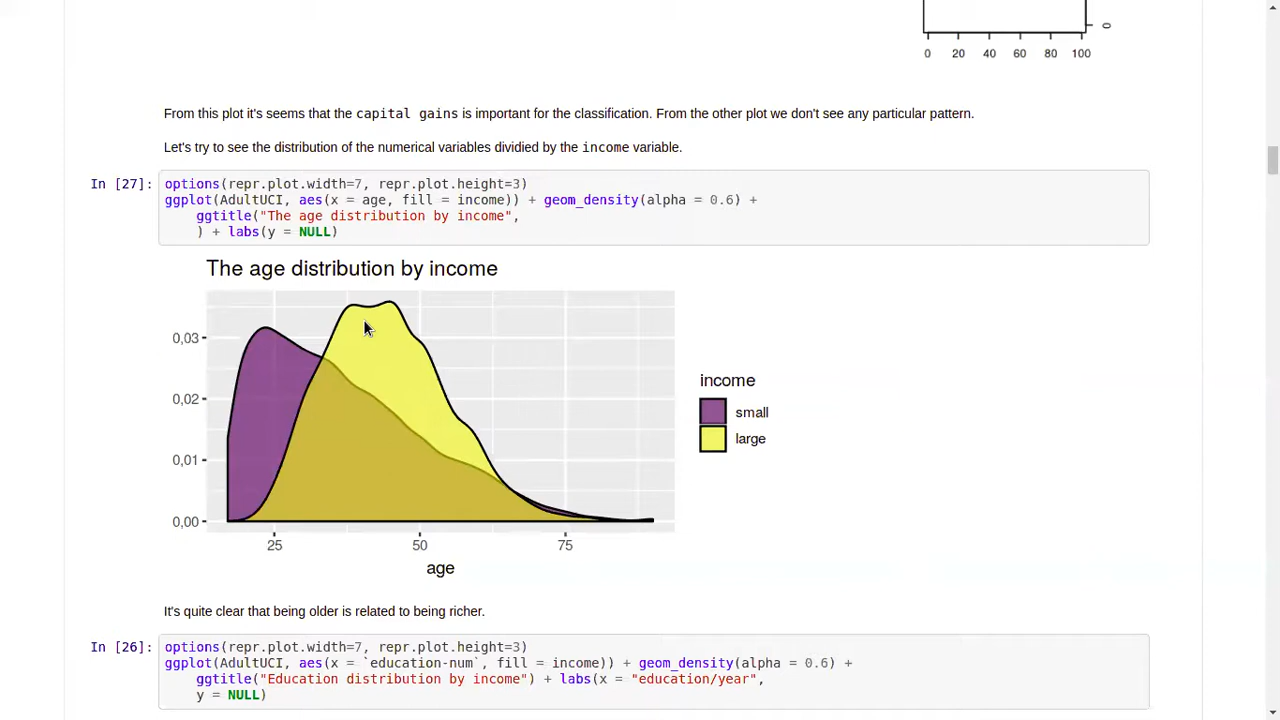 0
0 20 40 60 80 100
From this plot it's seems that the capital gains is important for the classification. From the other plot we don't see any particular pattern.
Let's try to see the distribution of the numerical variables dividied by the income variable.
In [27]: options(repr.plot.width=7, repr.plot.height=3)
ggplot(AdultUCI, aes(x = age, fill = income)) + geom_density(alpha = 0.6) +
ggtitle("The age distribution by income",
) + labs(y = NULL)
The age distribution by income
0,03
0,02
0,01
0,00
25 50 75
age
income
small
large
It's quite clear that being older is related to being richer.
In [26]: options(repr.plot.width=7, repr.plot.height=3)
ggplot(AdultUCI, aes(x = `education-num`, fill = income)) + geom_density(alpha = 0.6) +
ggtitle("Education distribution by income") + labs(x = "education/year",
y = NULL)